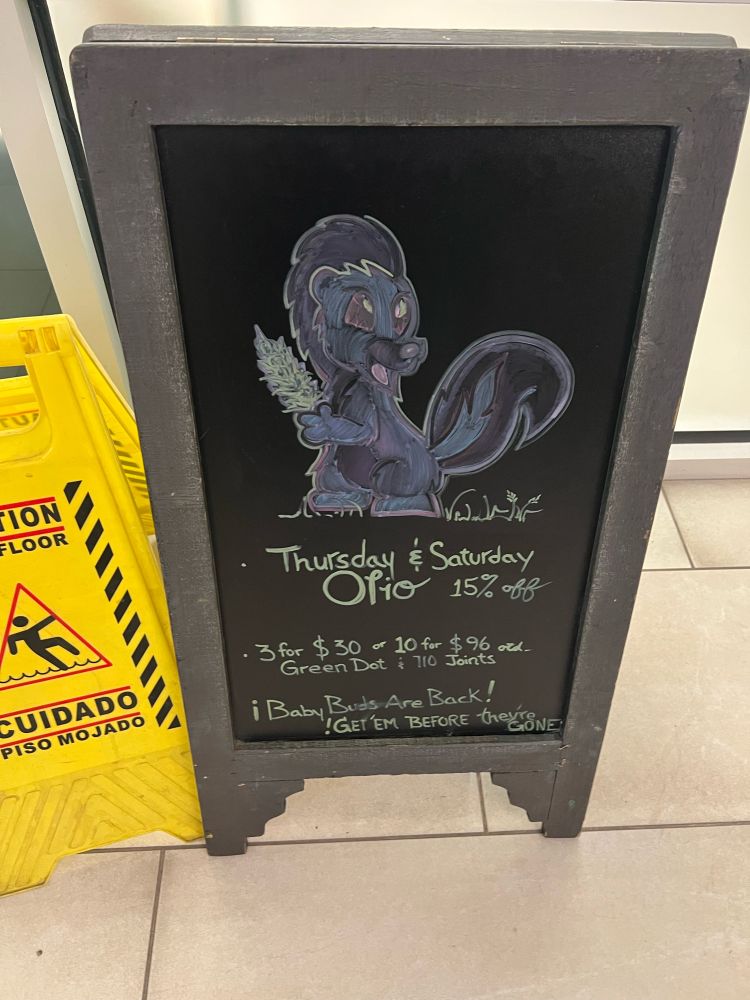 Thursday & Saturday
Olio 15% off
3 for $30 or 10 for $96 otd.
Green Dot & 710 Joints
¡Baby Buds Are Back!
!GET 'EM BEFORE they're
GONE
TION
FLOOR
CUIDADO
PISO MOJADO